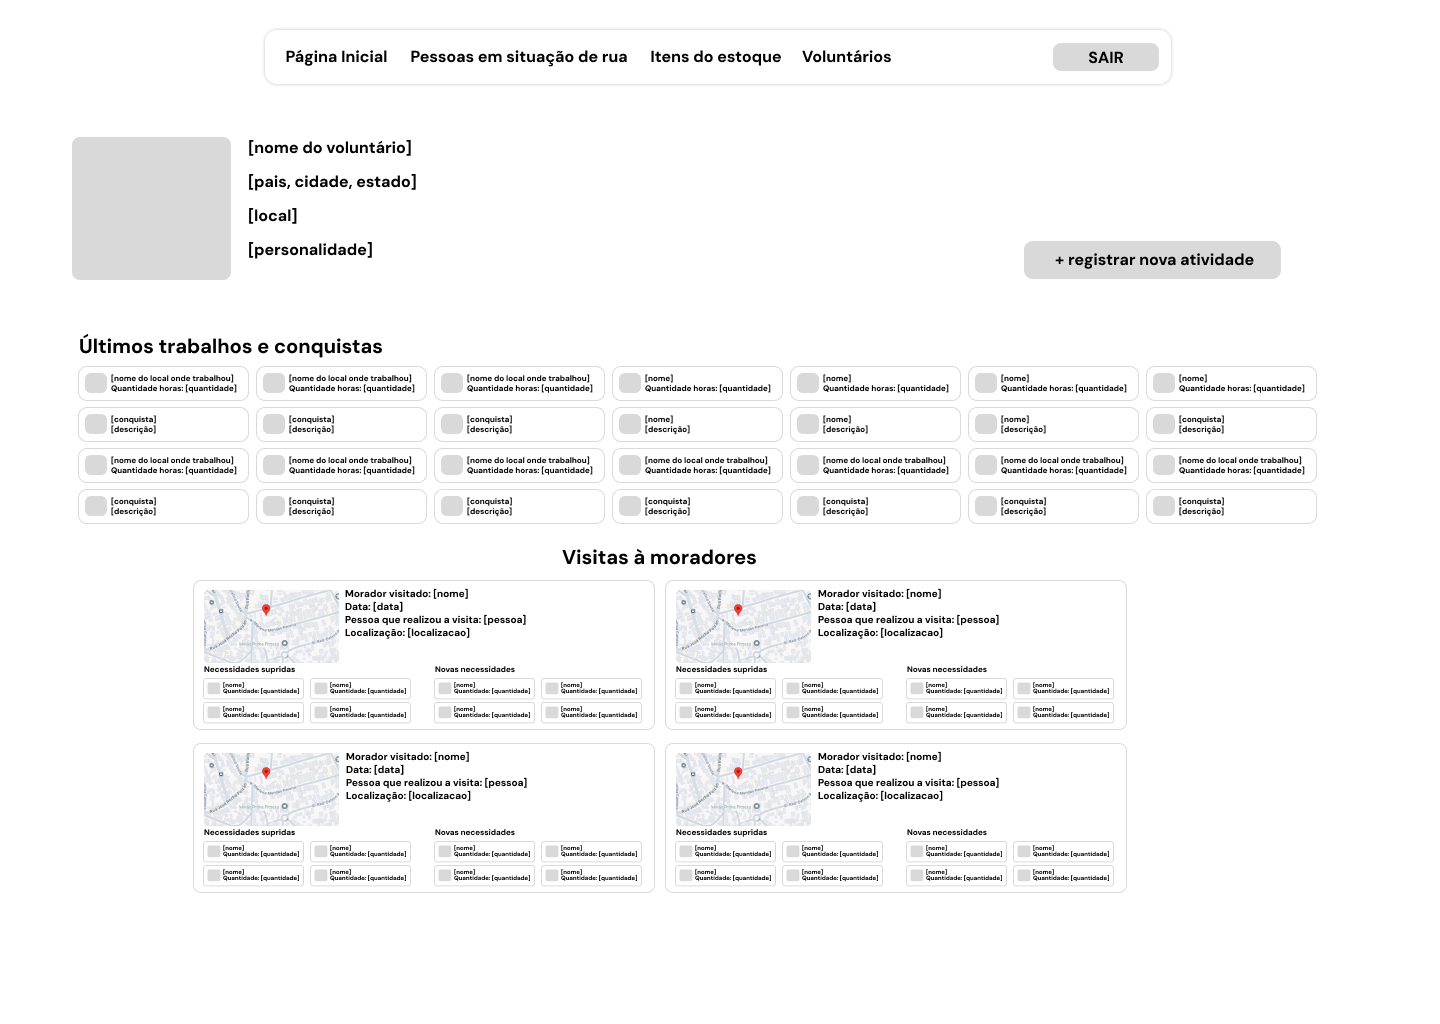 Página Inicial Pessoas em situação de rua Itens do estoque Voluntários SAIR
[nome do voluntário]
[pais, cidade, estado]
[local]
[personalidade]
+ registrar nova atividade
Últimos trabalhos e conquistas
[nome do local onde trabalhou] [nome do local onde trabalhou] [nome do local onde trabalhou] [nome] [nome] [nome] [nome]
Quantidade horas: [quantidade] Quantidade horas: [quantidade] Quantidade horas: [quantidade] Quantidade horas: [quantidade] Quantidade horas: [quantidade] Quantidade horas: [quantidade] Quantidade horas: [quantidade]
[conquista] [conquista] [conquista] [nome] [nome] [nome] [conquista]
[descrição] [descrição] [descrição] [descrição] [descrição] [descrição] [descrição]
[nome do local onde trabalhou] [nome do local onde trabalhou] [nome do local onde trabalhou] [nome do local onde trabalhou] [nome do local onde trabalhou] [nome do local onde trabalhou] [nome do local onde trabalhou]
Quantidade horas: [quantidade] Quantidade horas: [quantidade] Quantidade horas: [quantidade] Quantidade horas: [quantidade] Quantidade horas: [quantidade] Quantidade horas: [quantidade] Quantidade horas: [quantidade]
[conquista] [conquista] [conquista] [conquista] [conquista] [conquista] [conquista]
[descrição] [descrição] [descrição] [descrição] [descrição] [descrição] [descrição]
Visitas à moradores
Morador visitado: [nome]
Data: [data]
Pessoa que realizou a visita: [pessoa]
Localização: [localizacao]
Necessidades supridas Novas necessidades
[nome] [nome] [nome] [nome]
Quantidade: [quantidade] Quantidade: [quantidade] Quantidade: [quantidade] Quantidade: [quantidade]
[nome] [nome] [nome] [nome]
Quantidade: [quantidade] Quantidade: [quantidade] Quantidade: [quantidade] Quantidade: [quantidade]
Morador visitado: [nome]
Data: [data]
Pessoa que realizou a visita: [pessoa]
Localização: [localizacao]
Necessidades supridas Novas necessidades
[nome] [nome] [nome] [nome]
Quantidade: [quantidade] Quantidade: [quantidade] Quantidade: [quantidade] Quantidade: [quantidade]
[nome] [nome] [nome] [nome]
Quantidade: [quantidade] Quantidade: [quantidade] Quantidade: [quantidade] Quantidade: [quantidade]
Morador visitado: [nome]
Data: [data]
Pessoa que realizou a visita: [pessoa]
Localização: [localizacao]
Necessidades supridas Novas necessidades
[nome] [nome] [nome] [nome]
Quantidade: [quantidade] Quantidade: [quantidade] Quantidade: [quantidade] Quantidade: [quantidade]
[nome] [nome] [nome] [nome]
Quantidade: [quantidade] Quantidade: [quantidade] Quantidade: [quantidade] Quantidade: [quantidade]
Morador visitado: [nome]
Data: [data]
Pessoa que realizou a visita: [pessoa]
Localização: [localizacao]
Necessidades supridas Novas necessidades
[nome] [nome] [nome] [nome]
Quantidade: [quantidade] Quantidade: [quantidade] Quantidade: [quantidade] Quantidade: [quantidade]
[nome] [nome] [nome] [nome]
Quantidade: [quantidade] Quantidade: [quantidade] Quantidade: [quantidade] Quantidade: [quantidade]